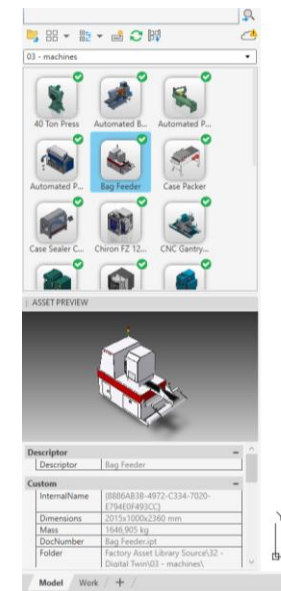 03 - machines
40 Ton Press
Automated B...
Automated P...
Automated P...
Bag Feeder
Case Packer
Case Sealer C...
Chiron FZ 12...
CNC Gantry...
ASSET PREVIEW
Descriptor
Descriptor Bag Feeder
Custom
InternalName {8886AB3B-4972-C334-7020-
E794E0F493CC}
Dimensions 2015x1000x2360 mm
Mass 1646,905 kg
DocNumber Bag Feeder.ipt
Folder Factory Asset Library Source\32 -
Digital Twin\03 - machines\
Model Work +